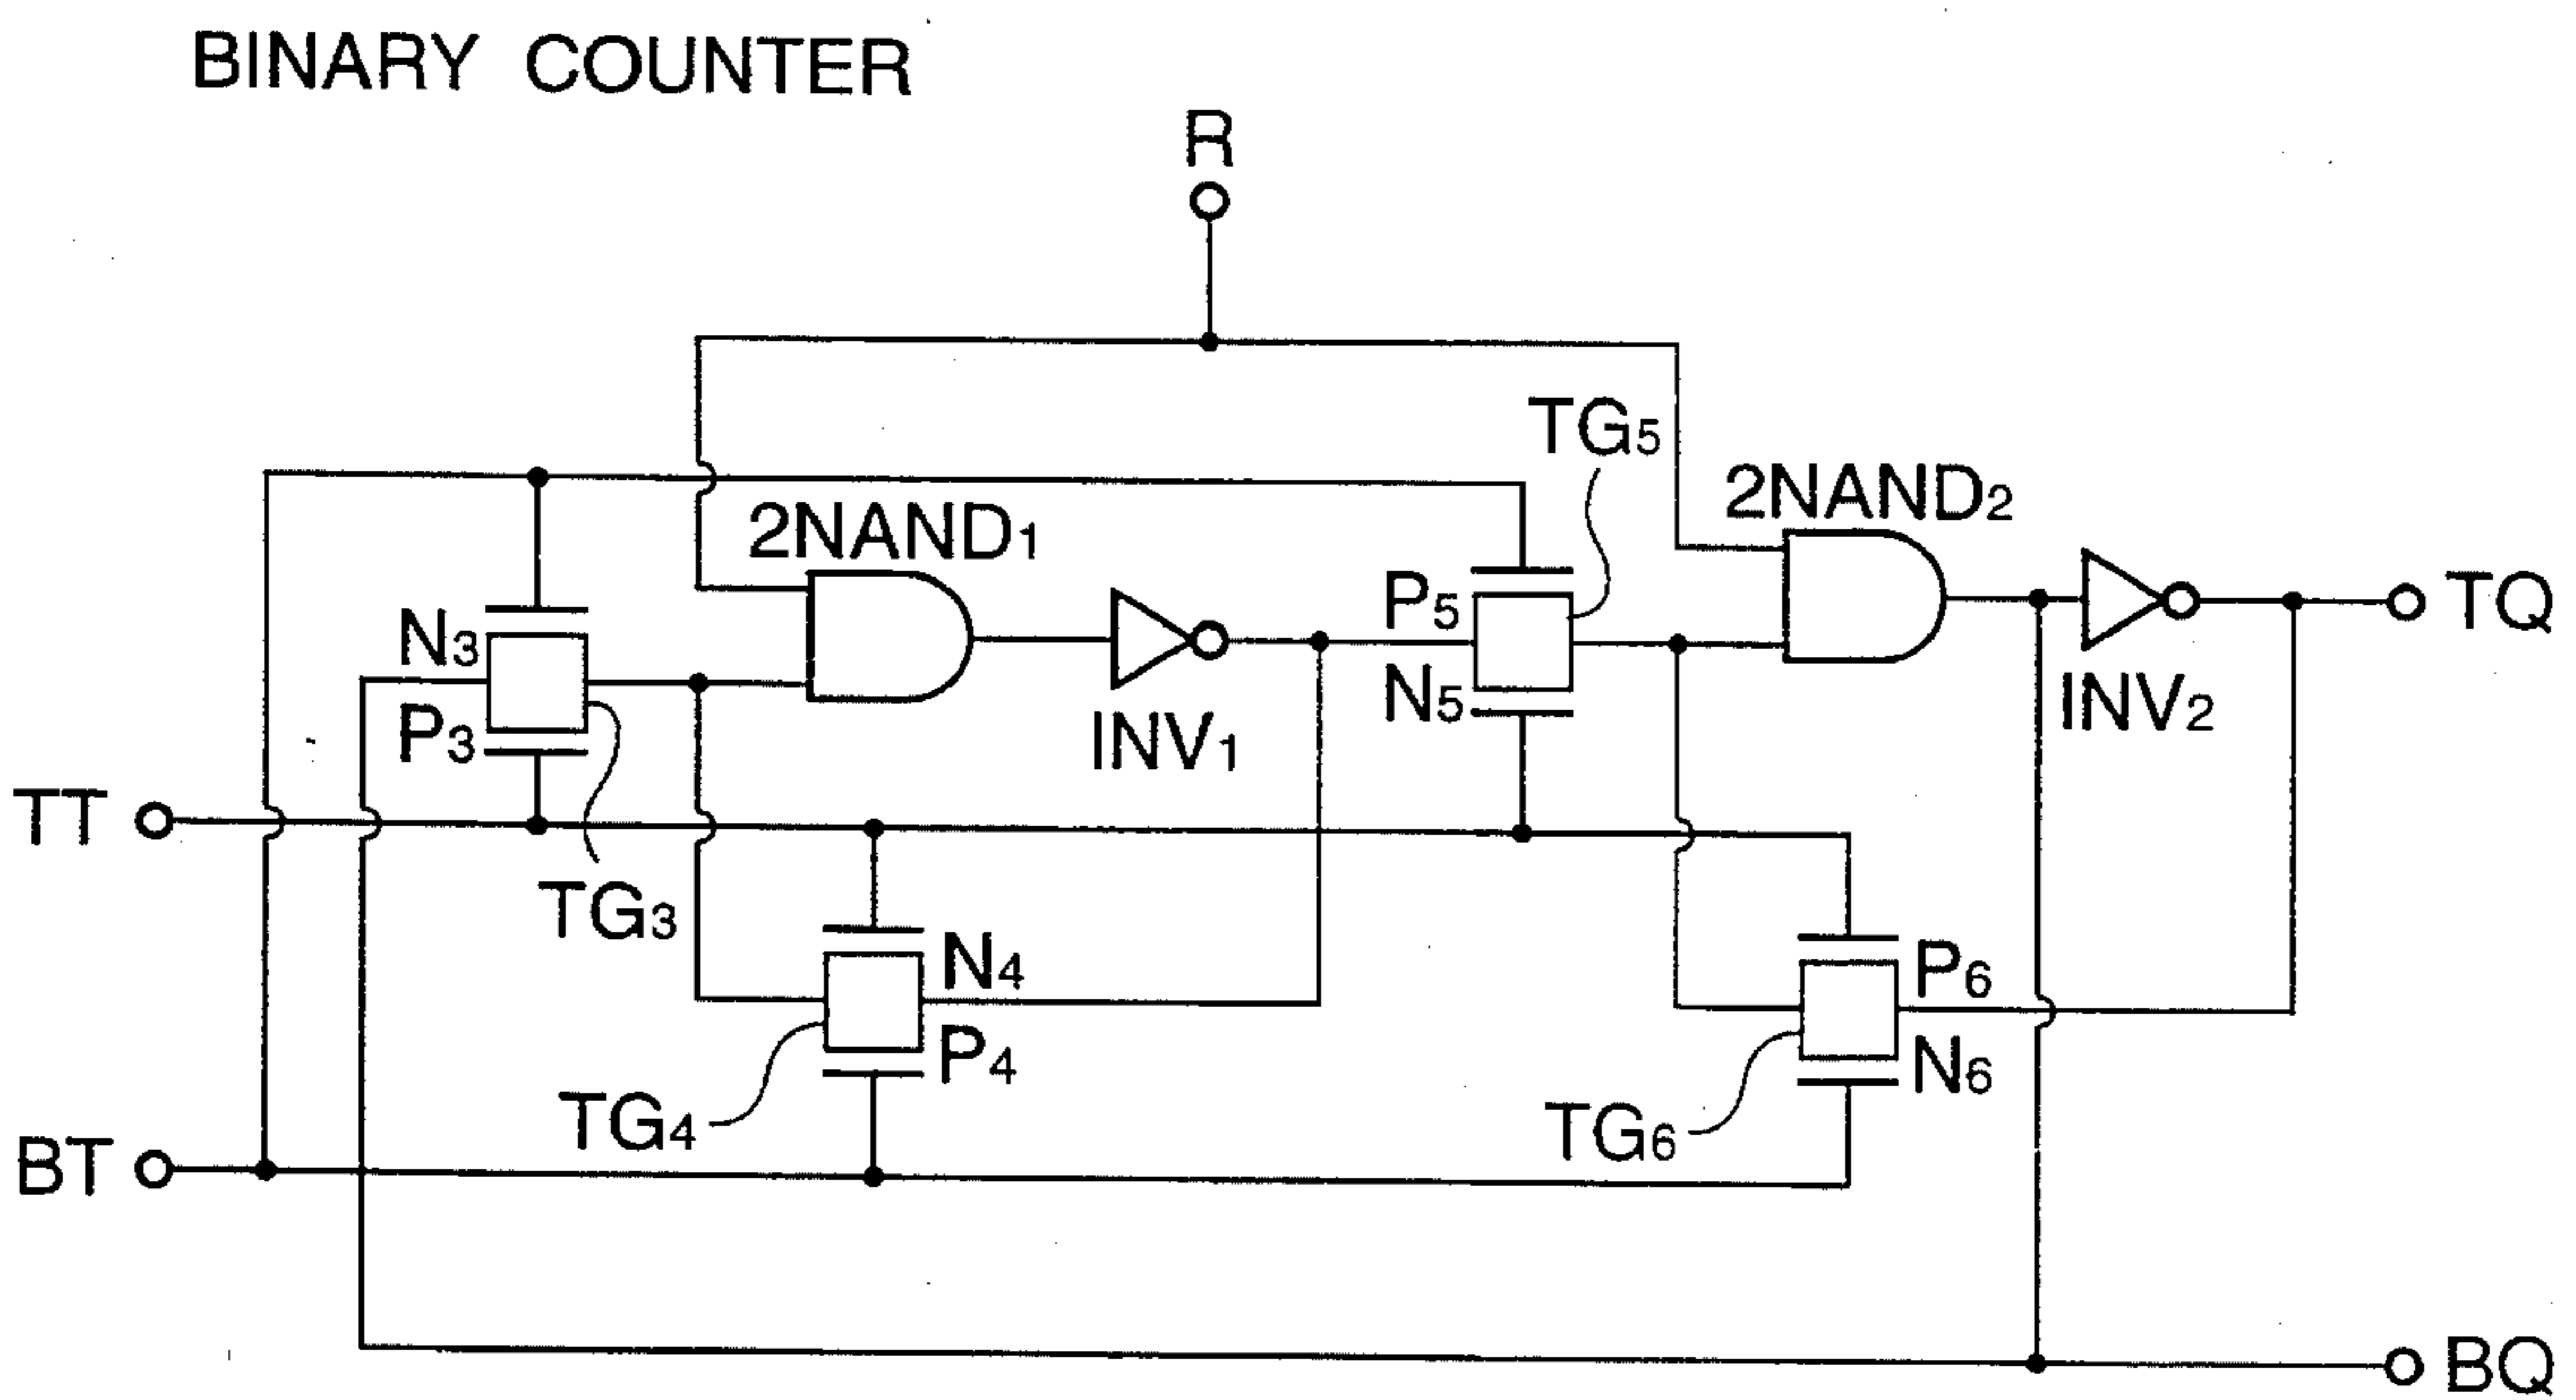 BINARY COUNTER
R
TG5
2NAND2
2NAND1
P5
TQ
N3
N5
INV2
P3
INV1
TT
TG3
N4
P6
P4
N6
TG4
TG6
BT
BQ